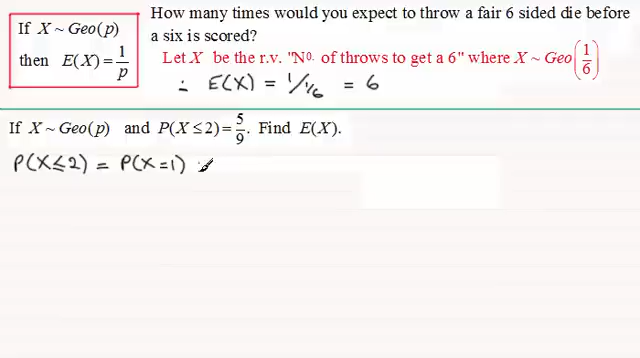 If X ~ Geo(p)
then E(X) = 1/p
How many times would you expect to throw a fair 6 sided die before
a six is scored?
Let X be the r.v. "No. of throws to get a 6" where X ~ Geo(1/6)
∴ E(X) = 1/1/6 = 6
If X ~ Geo(p) and P(X ≤ 2) = 5/9. Find E(X).
P(X ≤ 2) = P(X = 1)